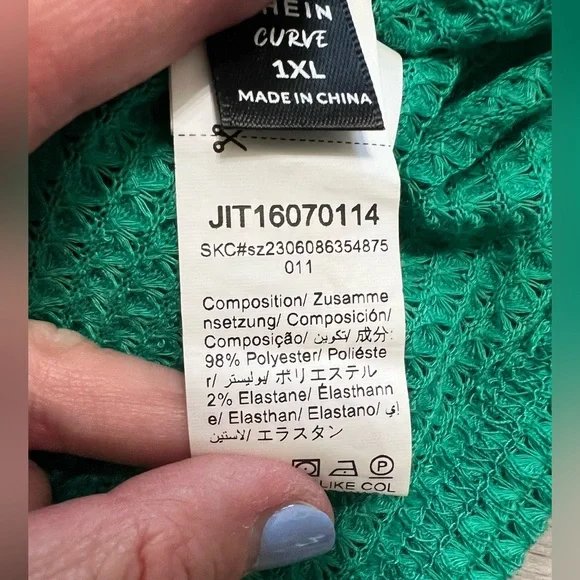 HEIN
CURVE
1XL
MADE IN CHINA
JIT16070114
SKC#sz2306086354875
011
Composition/ Zusamme
nsetzung/ Composición/
Composição/ تكوين/ 成分:
98% Polyester/ Poliéste
r/ بوليستر/ ポリエステル
2% Elastane/ Élasthann
e/ Elasthan/ Elastano/ إي
لاستين/ エラスタン
P
LIKE COL